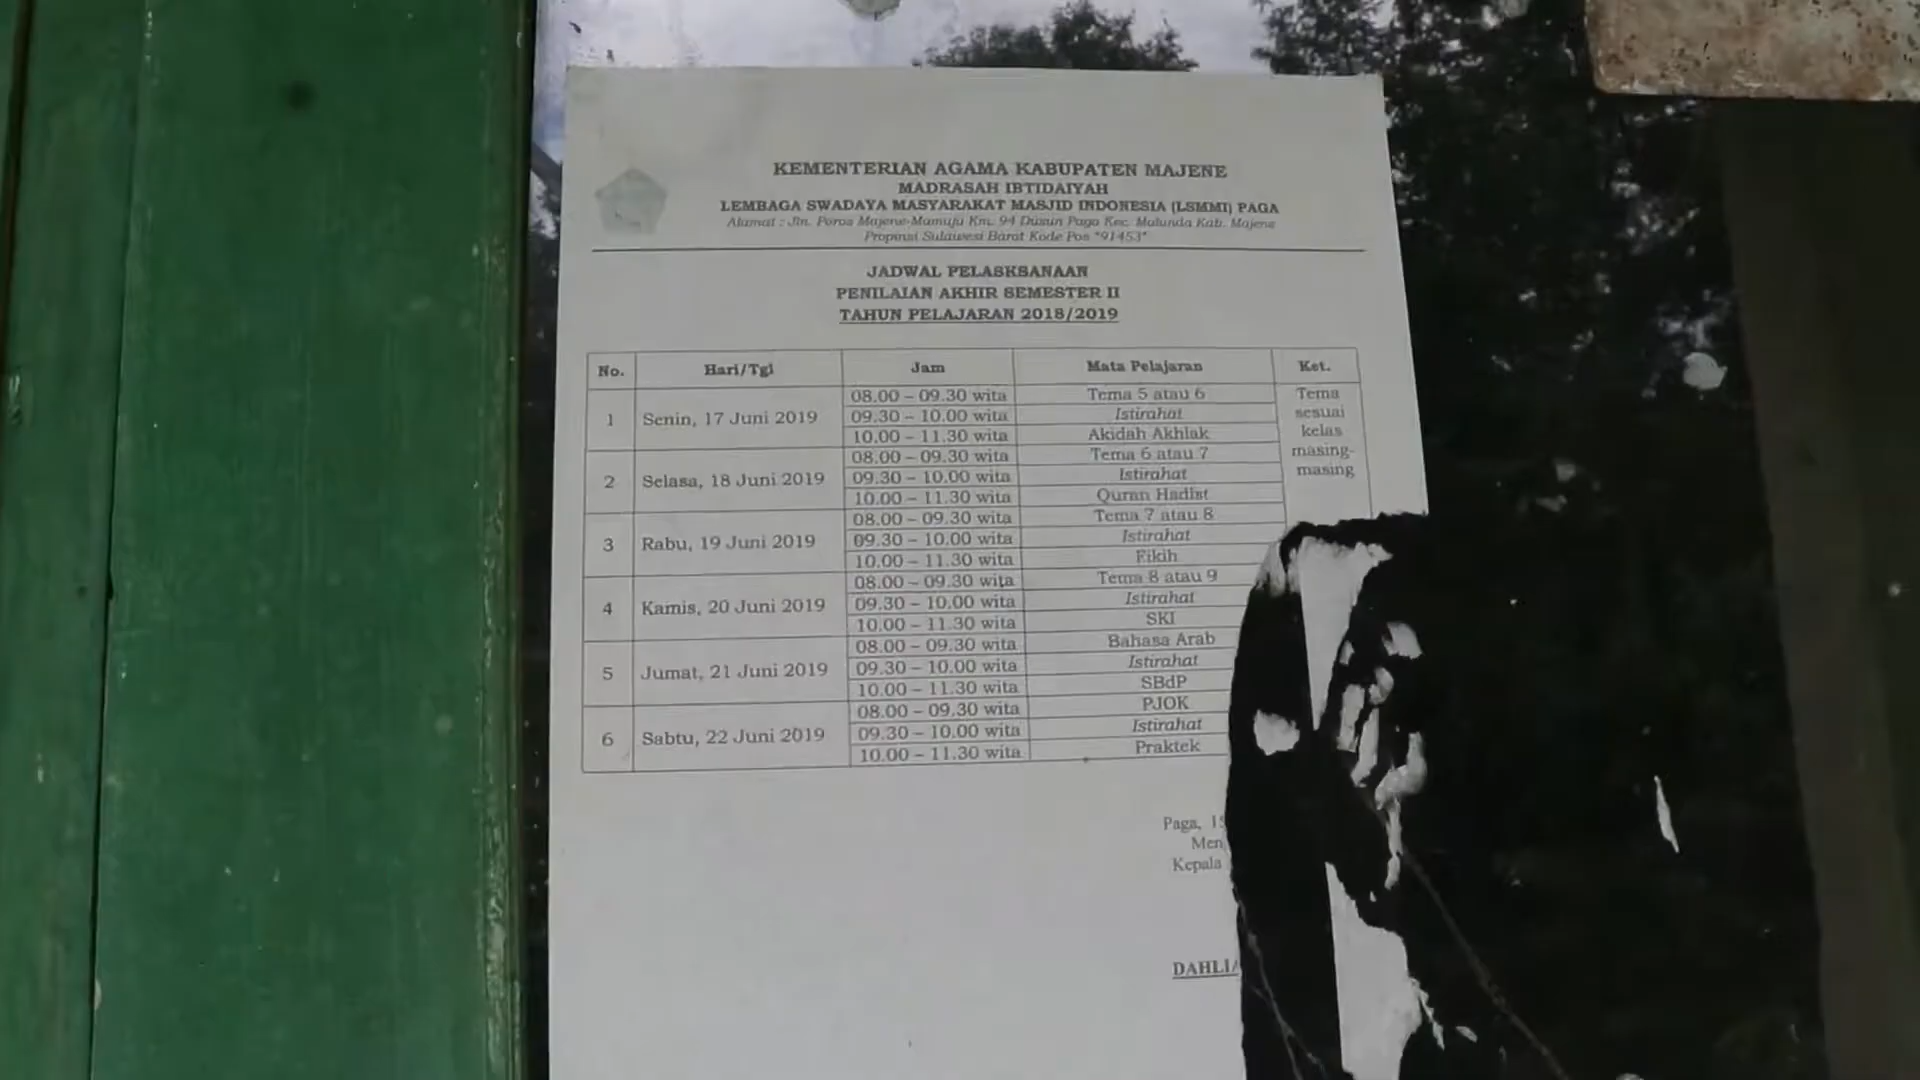 KEMENTERIAN AGAMA KABUPATEN MAJENE
MADRASAH IBTIDAIYAH
LEMBAGA SWADAYA MASYARAKAT MASJID INDONESIA (LSMMI) PAGA
Alamat : Jln. Poros Majene-Mamuju Km. 94 Dusun Paga Kec. Malunda Kab. Majene
Propinsi Sulawesi Barat Kode Pos "91453"
JADWAL PELASKSANAAN
PENILAIAN AKHIR SEMESTER II
TAHUN PELAJARAN 2018/2019
No. Hari/Tgl Jam Mata Pelajaran Ket.
08.00 – 09.30 wita Tema 5 atau 6 Tema
1 Senin, 17 Juni 2019 09.30 – 10.00 wita Istirahat sesuai
10.00 – 11.30 wita Akidah Akhlak kelas
08.00 – 09.30 wita Tema 6 atau 7 masing-
2 Selasa, 18 Juni 2019 09.30 – 10.00 wita Istirahat masing
10.00 – 11.30 wita Quran Hadist
08.00 – 09.30 wita Tema 7 atau 8
3 Rabu, 19 Juni 2019 09.30 – 10.00 wita Istirahat
10.00 – 11.30 wita Fikih
08.00 – 09.30 wita Tema 8 atau 9
4 Kamis, 20 Juni 2019 09.30 – 10.00 wita Istirahat
10.00 – 11.30 wita SKI
08.00 – 09.30 wita Bahasa Arab
5 Jumat, 21 Juni 2019 09.30 – 10.00 wita Istirahat
10.00 – 11.30 wita SBdP
08.00 – 09.30 wita PJOK
6 Sabtu, 22 Juni 2019 09.30 – 10.00 wita Istirahat
10.00 – 11.30 wita Praktek
Paga,
Men
Kepala
DAHLIA